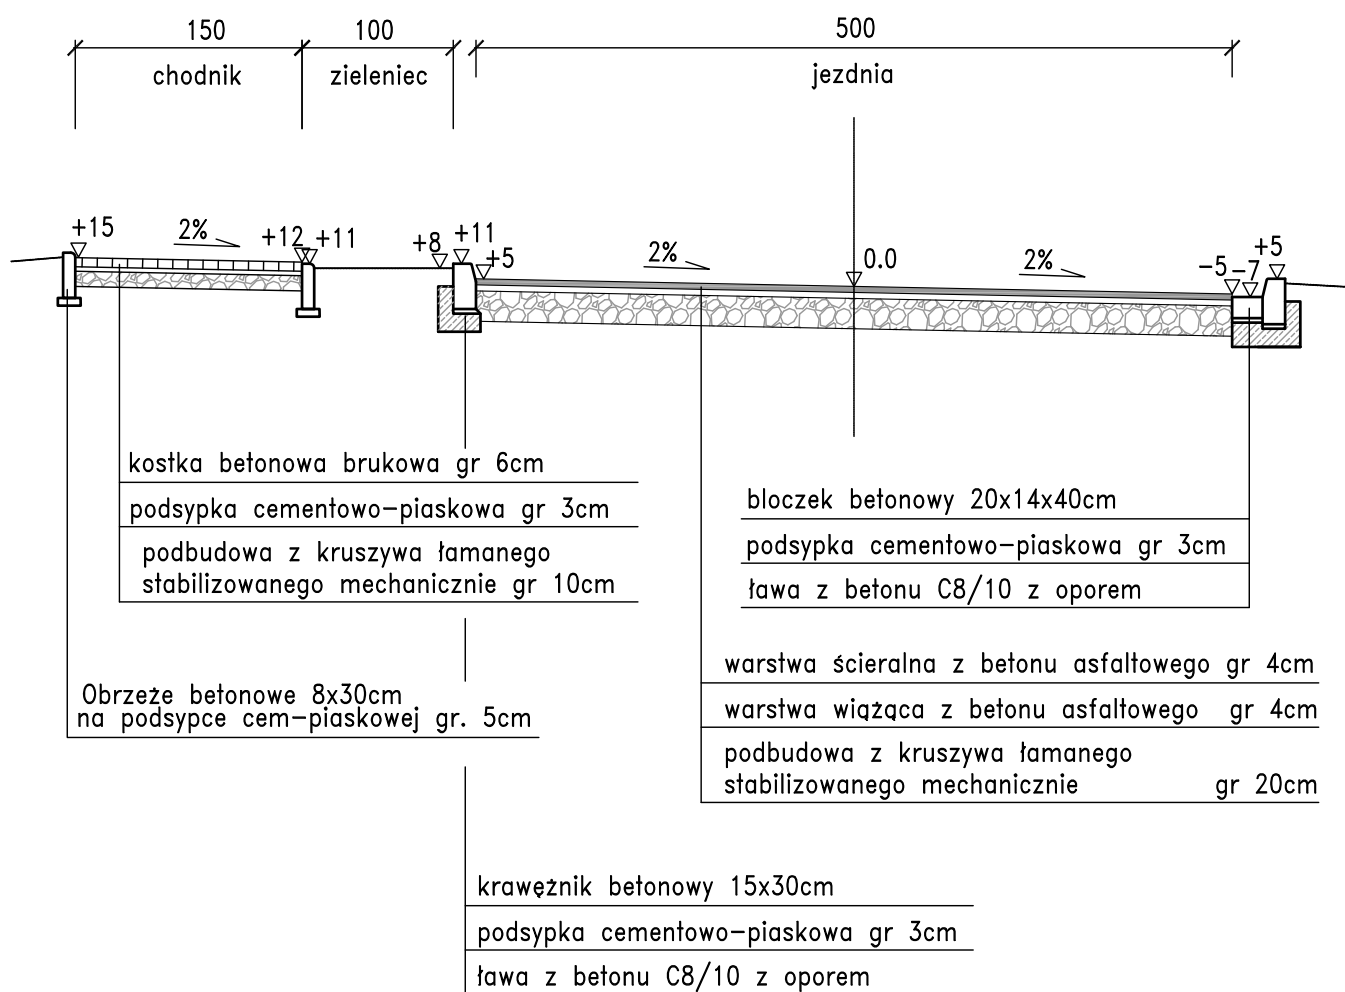 150 100 500
chodnik zieleniec jezdnia
+15 2% +12 +11 +8 +11 +5 2% 0.0 2% -5 -7 +5
kostka betonowa brukowa gr 6cm
podsypka cementowo-piaskowa gr 3cm
podbudowa z kruszywa łamanego
stabilizowanego mechanicznie gr 10cm
bloczek betonowy 20x14x40cm
podsypka cementowo-piaskowa gr 3cm
ława z betonu C8/10 z oporem
Obrzeże betonowe 8x30cm
na podsypce cem-piaskowej gr. 5cm
warstwa ścieralna z betonu asfaltowego gr 4cm
warstwa wiążąca z betonu asfaltowego gr 4cm
podbudowa z kruszywa łamanego
stabilizowanego mechanicznie gr 20cm
krawężnik betonowy 15x30cm
podsypka cementowo-piaskowa gr 3cm
ława z betonu C8/10 z oporem